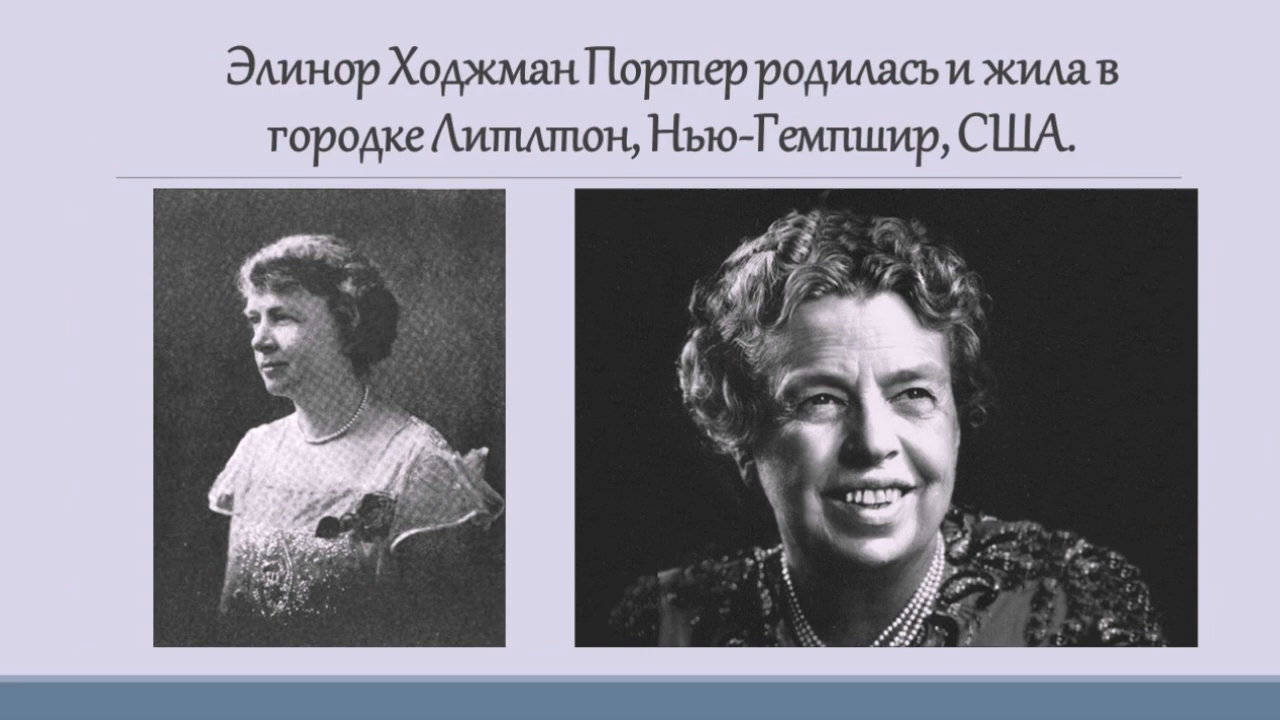 Элинор Ходжман Портер родилась и жила в
городке Литлтон, Нью-Гемпшир, США.